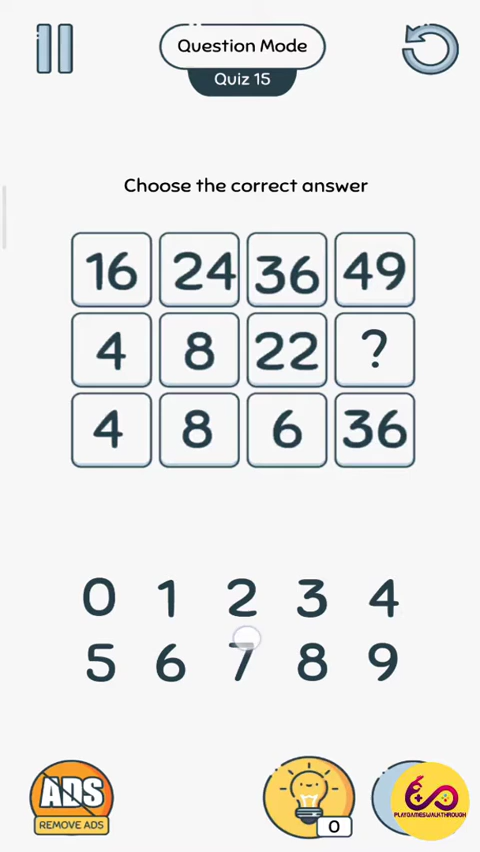 Question Mode
Quiz 15
Choose the correct answer
16 24 36 49
4 8 22 ?
4 8 6 36
0 1 2 3 4
5 6 7 8 9
ADS
REMOVE ADS
0
PLAYGAMESWALKTHROUGH